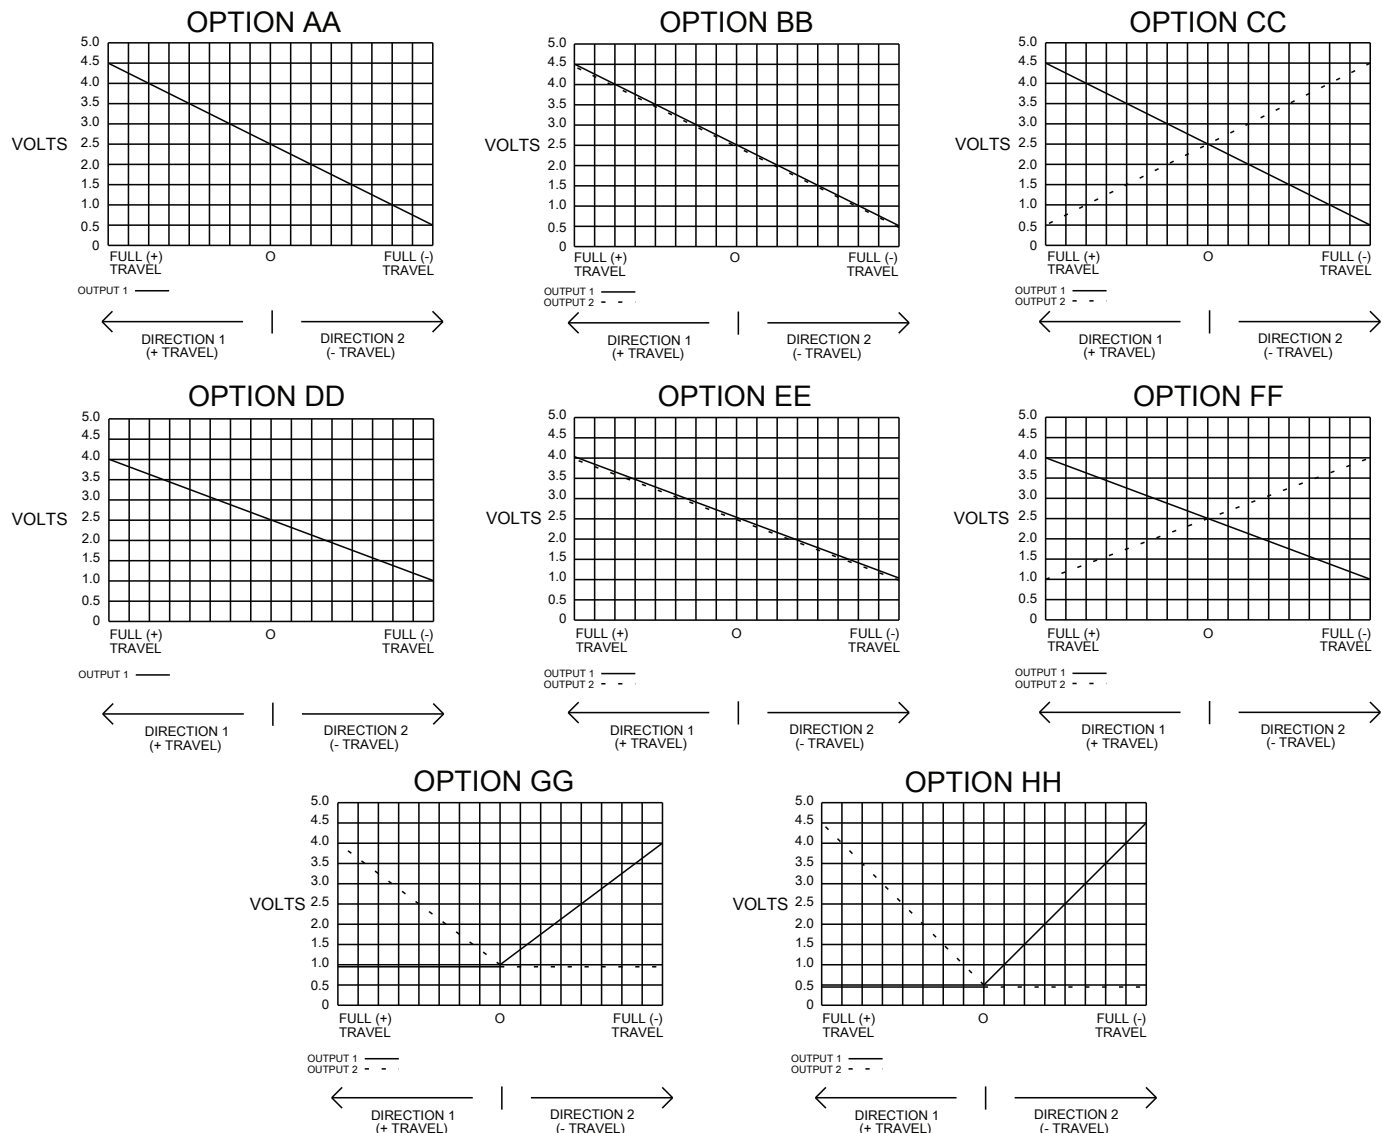 OPTION AA
5.0
4.5
4.0
3.5
3.0
2.5
2.0
1.5
1.0
0.5
0
VOLTS
FULL (+)
TRAVEL
O
FULL (-)
TRAVEL
OUTPUT 1
DIRECTION 1
(+ TRAVEL)
DIRECTION 2
(- TRAVEL)
OPTION BB
5.0
4.5
4.0
3.5
3.0
2.5
2.0
1.5
1.0
0.5
0
VOLTS
FULL (+)
TRAVEL
O
FULL (-)
TRAVEL
OUTPUT 1
OUTPUT 2
DIRECTION 1
(+ TRAVEL)
DIRECTION 2
(- TRAVEL)
OPTION CC
5.0
4.5
4.0
3.5
3.0
2.5
2.0
1.5
1.0
0.5
0
VOLTS
FULL (+)
TRAVEL
O
FULL (-)
TRAVEL
OUTPUT 1
OUTPUT 2
DIRECTION 1
(+ TRAVEL)
DIRECTION 2
(- TRAVEL)
OPTION DD
5.0
4.5
4.0
3.5
3.0
2.5
2.0
1.5
1.0
0.5
0
VOLTS
FULL (+)
TRAVEL
O
FULL (-)
TRAVEL
OUTPUT 1
DIRECTION 1
(+ TRAVEL)
DIRECTION 2
(- TRAVEL)
OPTION EE
5.0
4.5
4.0
3.5
3.0
2.5
2.0
1.5
1.0
0.5
0
VOLTS
FULL (+)
TRAVEL
O
FULL (-)
TRAVEL
OUTPUT 1
OUTPUT 2
DIRECTION 1
(+ TRAVEL)
DIRECTION 2
(- TRAVEL)
OPTION FF
5.0
4.5
4.0
3.5
3.0
2.5
2.0
1.5
1.0
0.5
0
VOLTS
FULL (+)
TRAVEL
O
FULL (-)
TRAVEL
OUTPUT 1
OUTPUT 2
DIRECTION 1
(+ TRAVEL)
DIRECTION 2
(- TRAVEL)
OPTION GG
5.0
4.5
4.0
3.5
3.0
2.5
2.0
1.5
1.0
0.5
0
VOLTS
FULL (+)
TRAVEL
O
FULL (-)
TRAVEL
OUTPUT 1
OUTPUT 2
DIRECTION 1
(+ TRAVEL)
DIRECTION 2
(- TRAVEL)
OPTION HH
5.0
4.5
4.0
3.5
3.0
2.5
2.0
1.5
1.0
0.5
0
VOLTS
FULL (+)
TRAVEL
O
FULL (-)
TRAVEL
OUTPUT 1
OUTPUT 2
DIRECTION 1
(+ TRAVEL)
DIRECTION 2
(- TRAVEL)